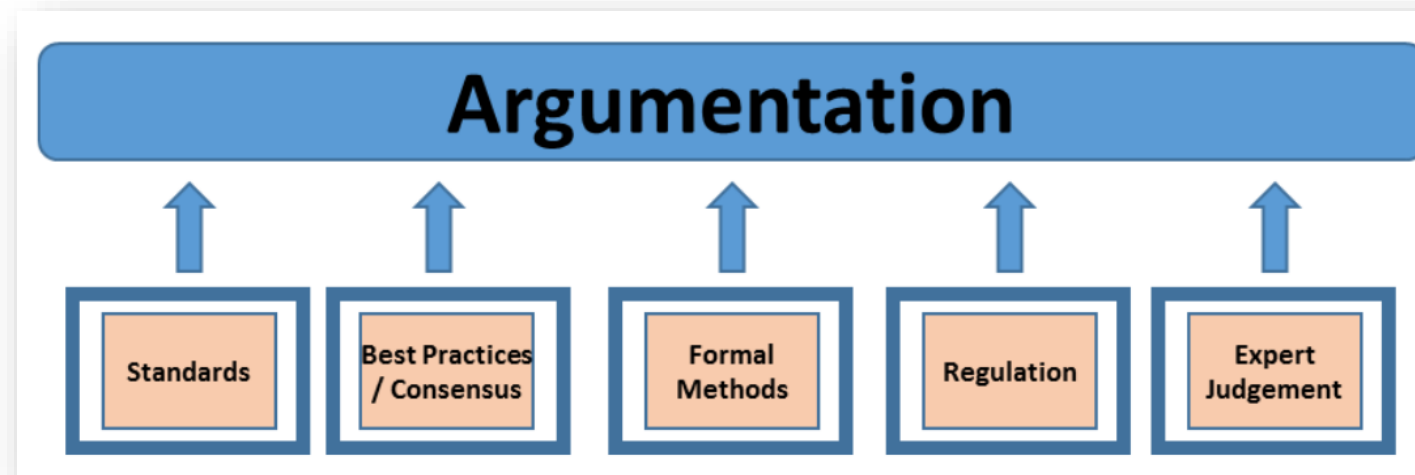 Argumentation
Standards
Best Practices
/ Consensus
Formal
Methods
Regulation
Expert
Judgement